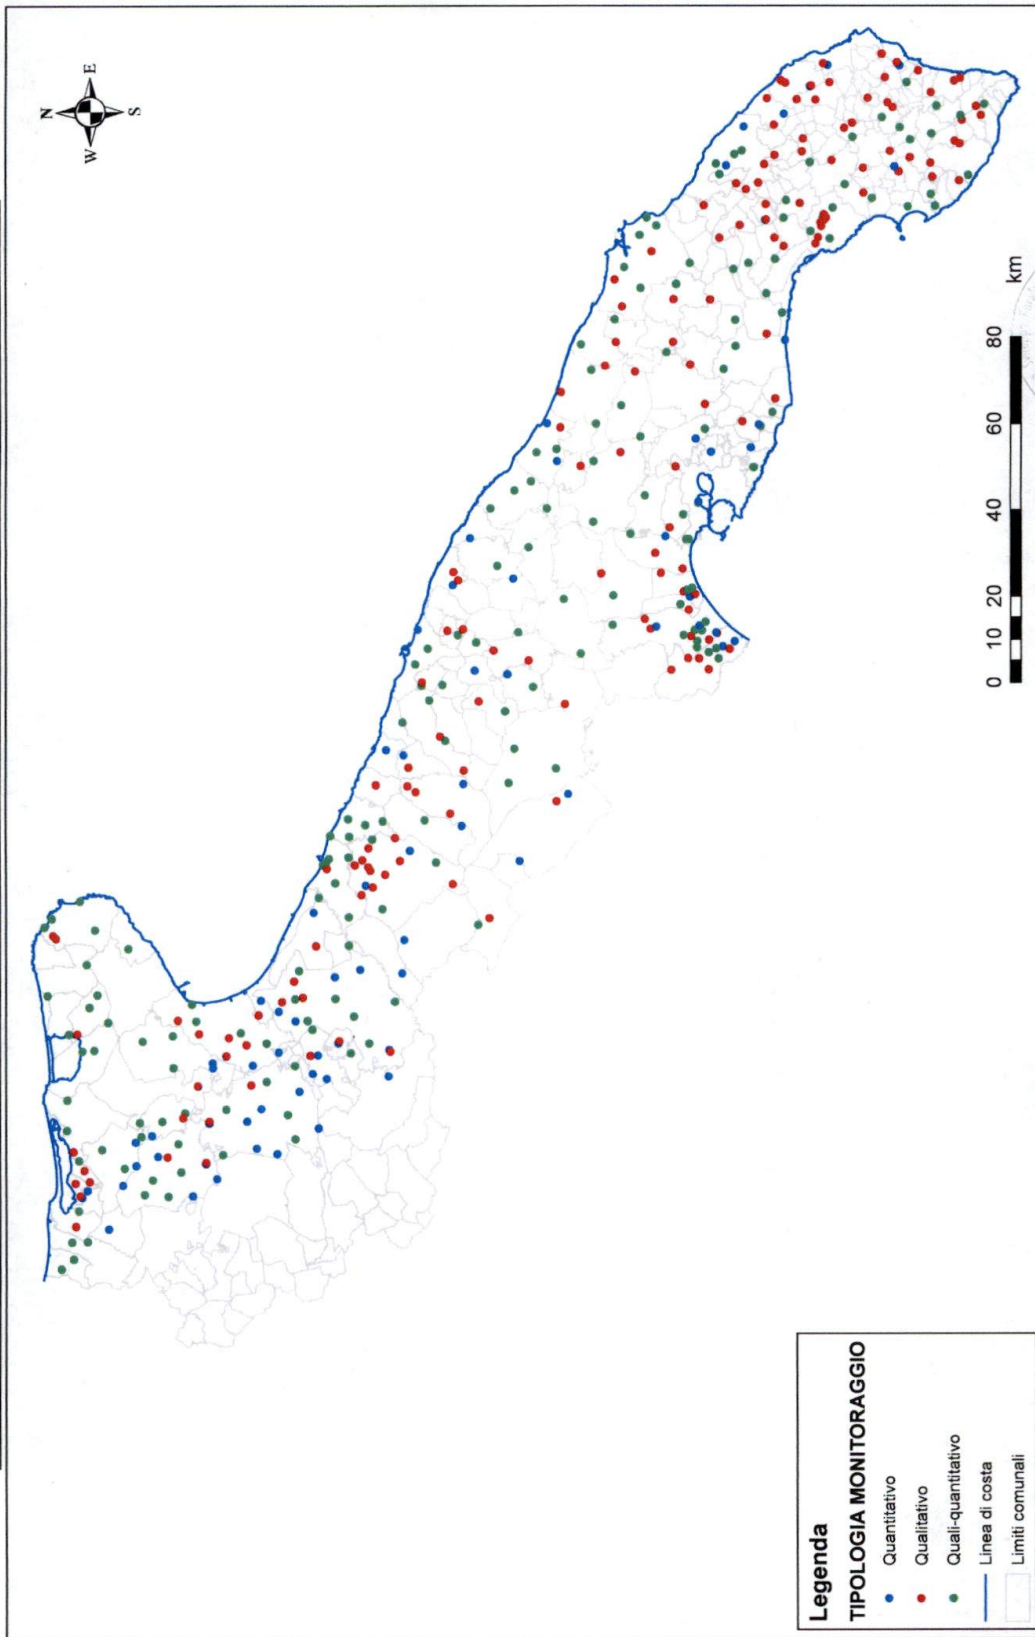 N
W
E
S
km
0 10 20 40 60 80
Legenda
TIPOLOGIA MONITORAGGIO
Quantitativo
Qualitativo
Quali-quantitativo
Linea di costa
Limiti comunali